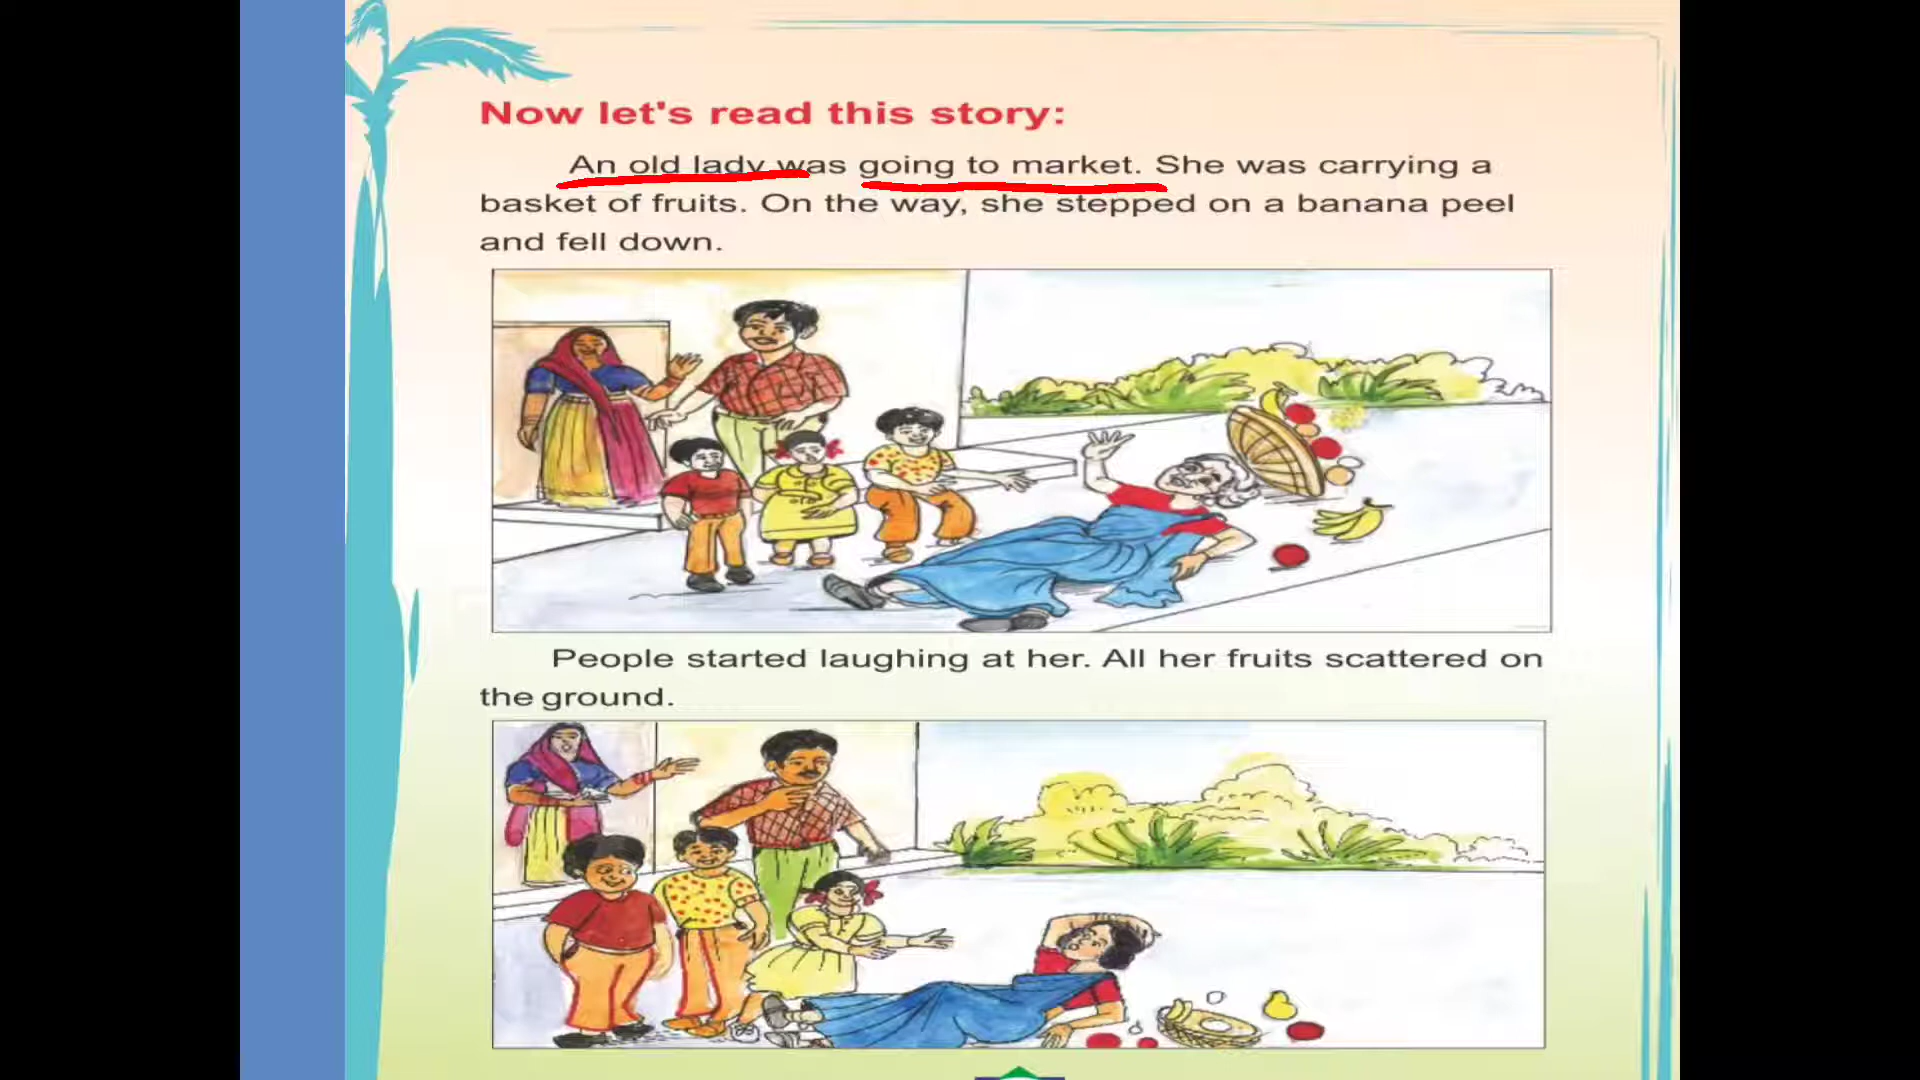 Now let's read this story:
An old lady was going to market. She was carrying a
basket of fruits. On the way, she stepped on a banana peel
and fell down.
People started laughing at her. All her fruits scattered on
the ground.